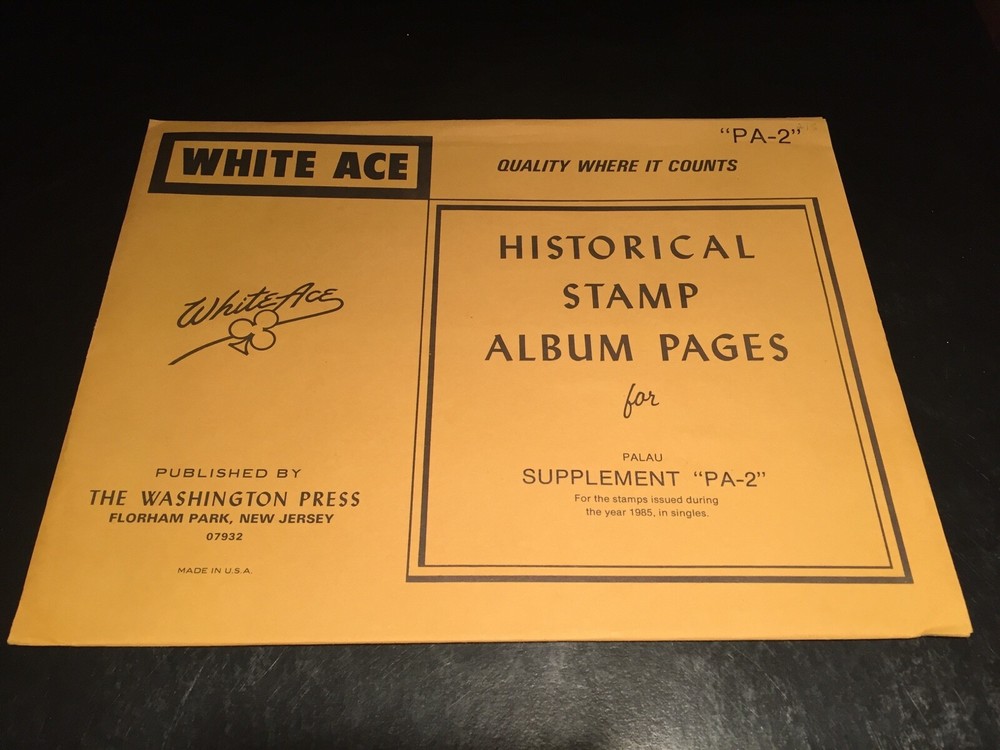 "PA-2"
WHITE ACE
QUALITY WHERE IT COUNTS
HISTORICAL
STAMP
ALBUM PAGES
for
PALAU
SUPPLEMENT "PA-2"
For the stamps issued during
the year 1985, in singles.
White Ace
PUBLISHED BY
THE WASHINGTON PRESS
FLORHAM PARK, NEW JERSEY
07932
MADE IN U.S.A.